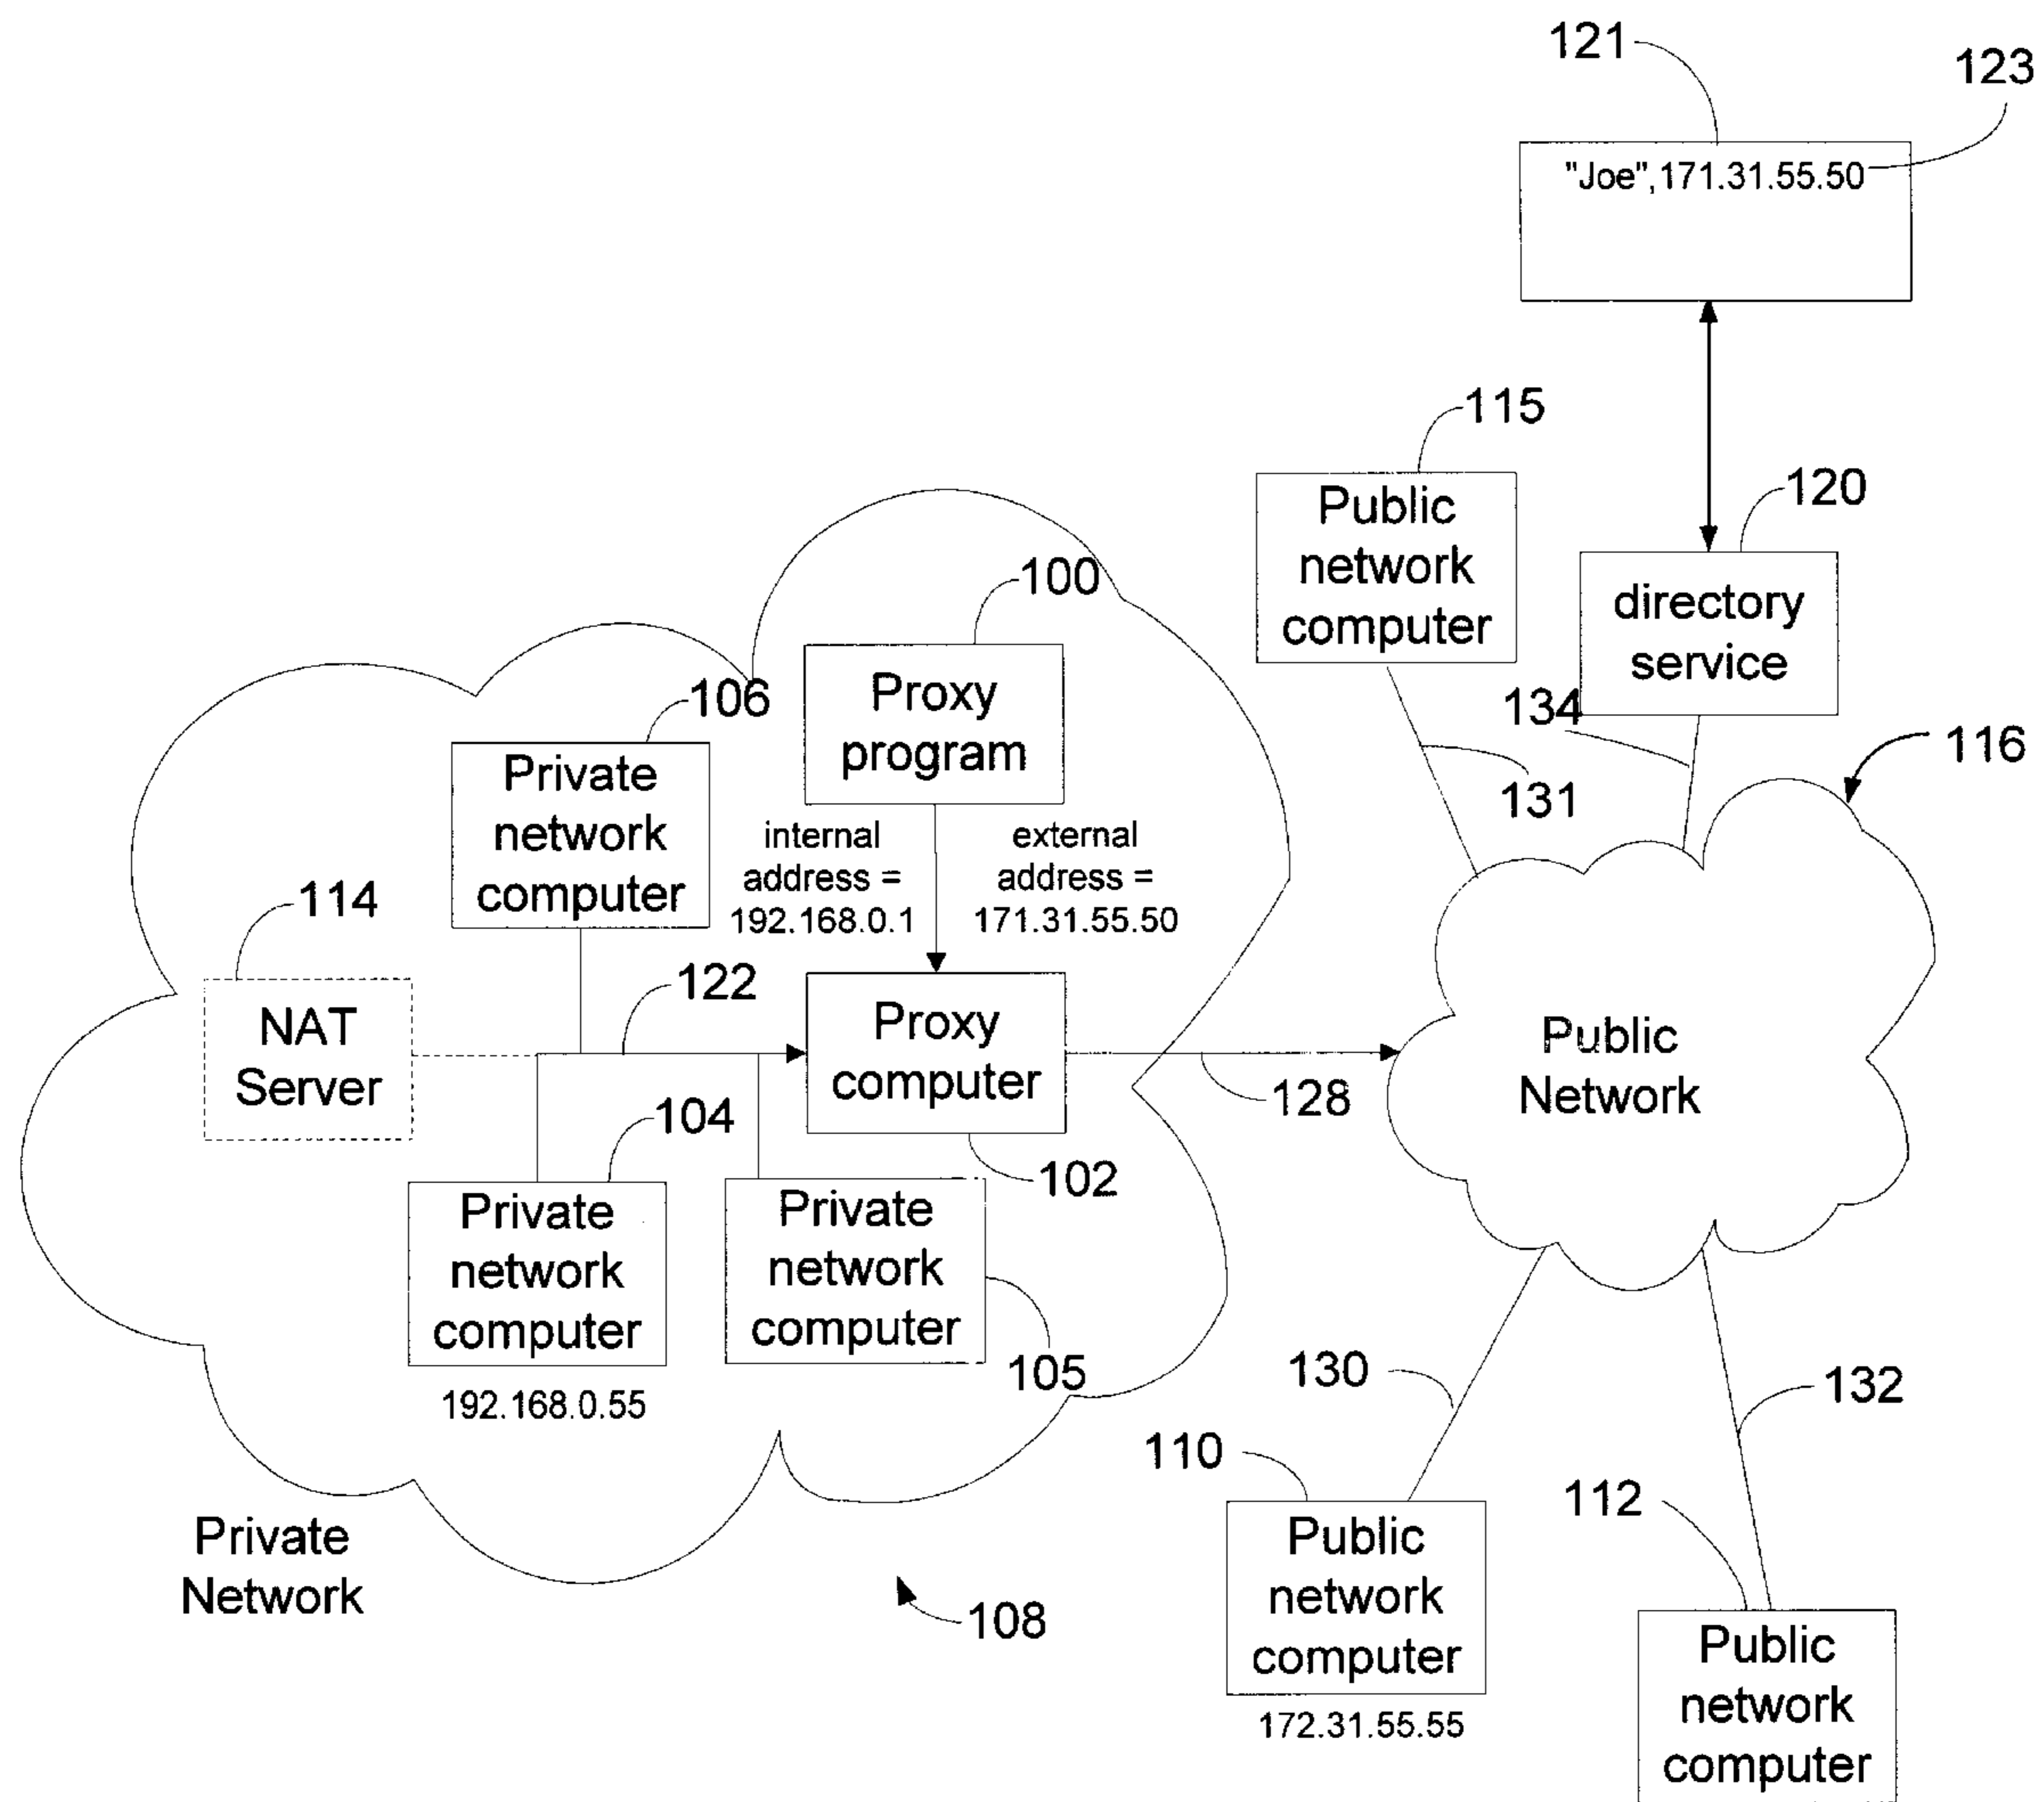 121
123
"Joe",171.31.55.50
115
Public
network
computer
120
directory
service
134
131
116
100
Proxy
program
106
Private
network
computer
internal
address =
192.168.0.1
external
address =
171.31.55.50
114
NAT
Server
122
Proxy
computer
128
Public
Network
104
102
Private
network
computer
192.168.0.55
Private
network
computer
105
130
132
110
112
Public
network
computer
172.31.55.55
Public
network
computer
Private
Network
108